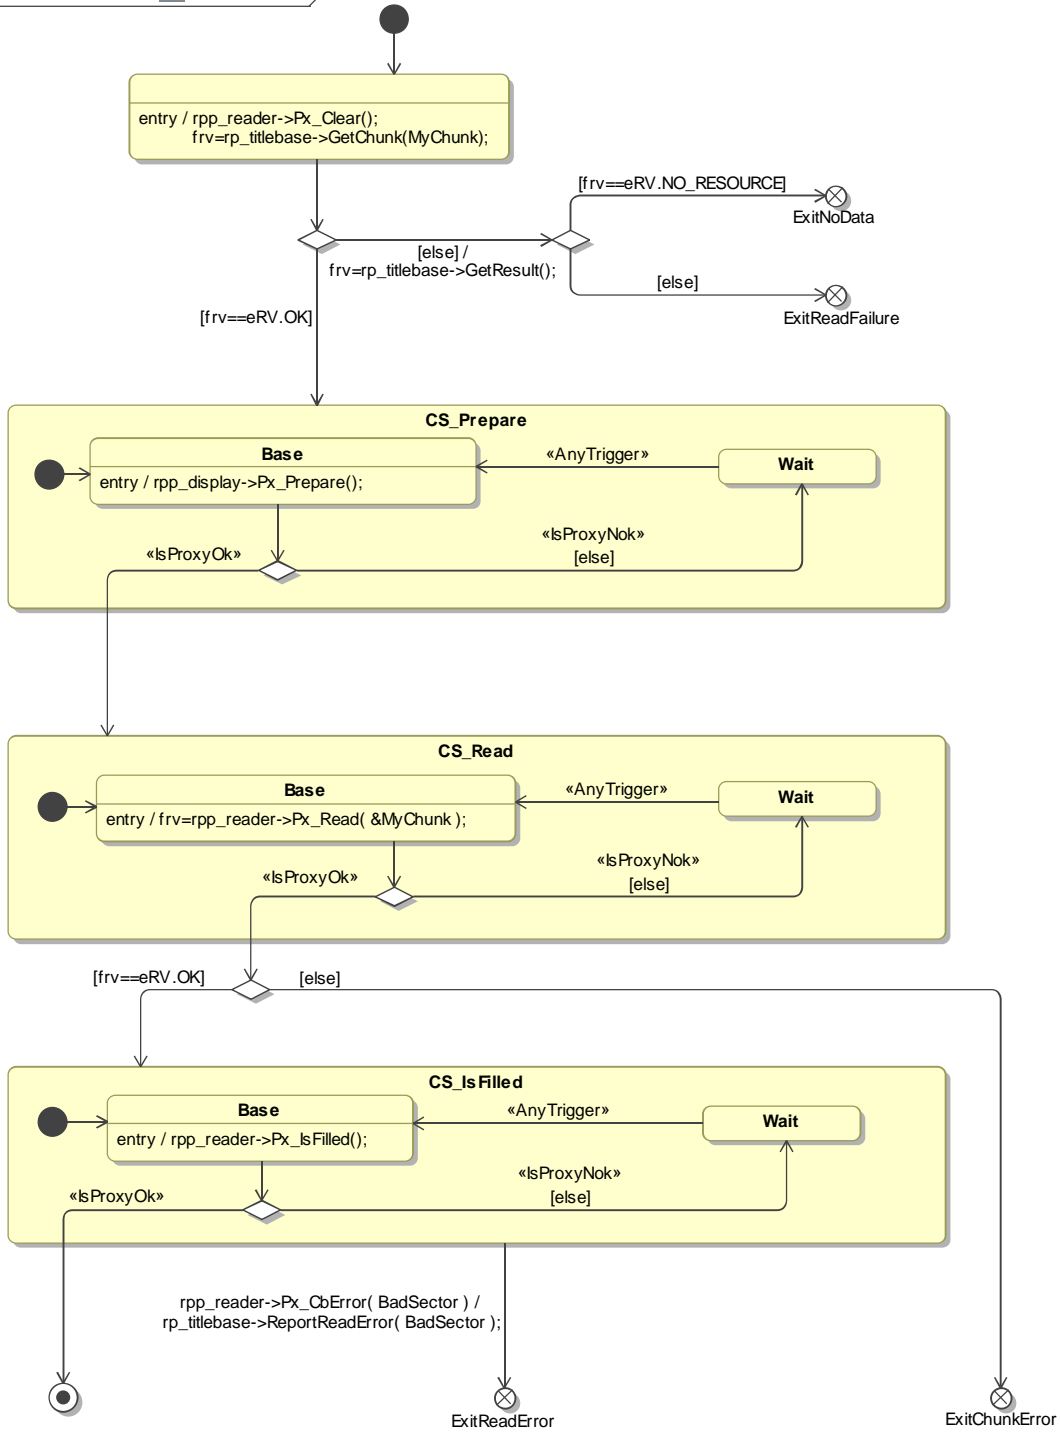 entry / rpp_reader->Px_Clear();
frv=rp_titlebase->GetChunk(MyChunk);
[frv==eRV.NO_RESOURCE]
ExitNoData
[else] /
frv=rp_titlebase->GetResult();
[else]
ExitReadFailure
[frv==eRV.OK]
CS_Prepare
Base
entry / rpp_display->Px_Prepare();
«AnyTrigger»
Wait
«IsProxyOk»
«IsProxyNok»
[else]
CS_Read
Base
entry / frv=rpp_reader->Px_Read( &MyChunk );
«AnyTrigger»
Wait
«IsProxyOk»
«IsProxyNok»
[else]
[frv==eRV.OK]
[else]
CS_IsFilled
Base
entry / rpp_reader->Px_IsFilled();
«AnyTrigger»
Wait
«IsProxyOk»
«IsProxyNok»
[else]
rpp_reader->Px_CbError( BadSector ) /
rp_titlebase->ReportReadError( BadSector );
ExitReadError
ExitChunkError